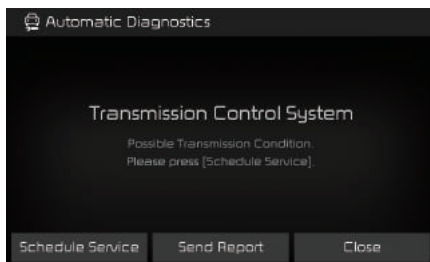 Automatic Diagnostics
Transmission Control System
Possible Transmission Condition.
Please press [Schedule Service].
Schedule Service
Send Report
Close